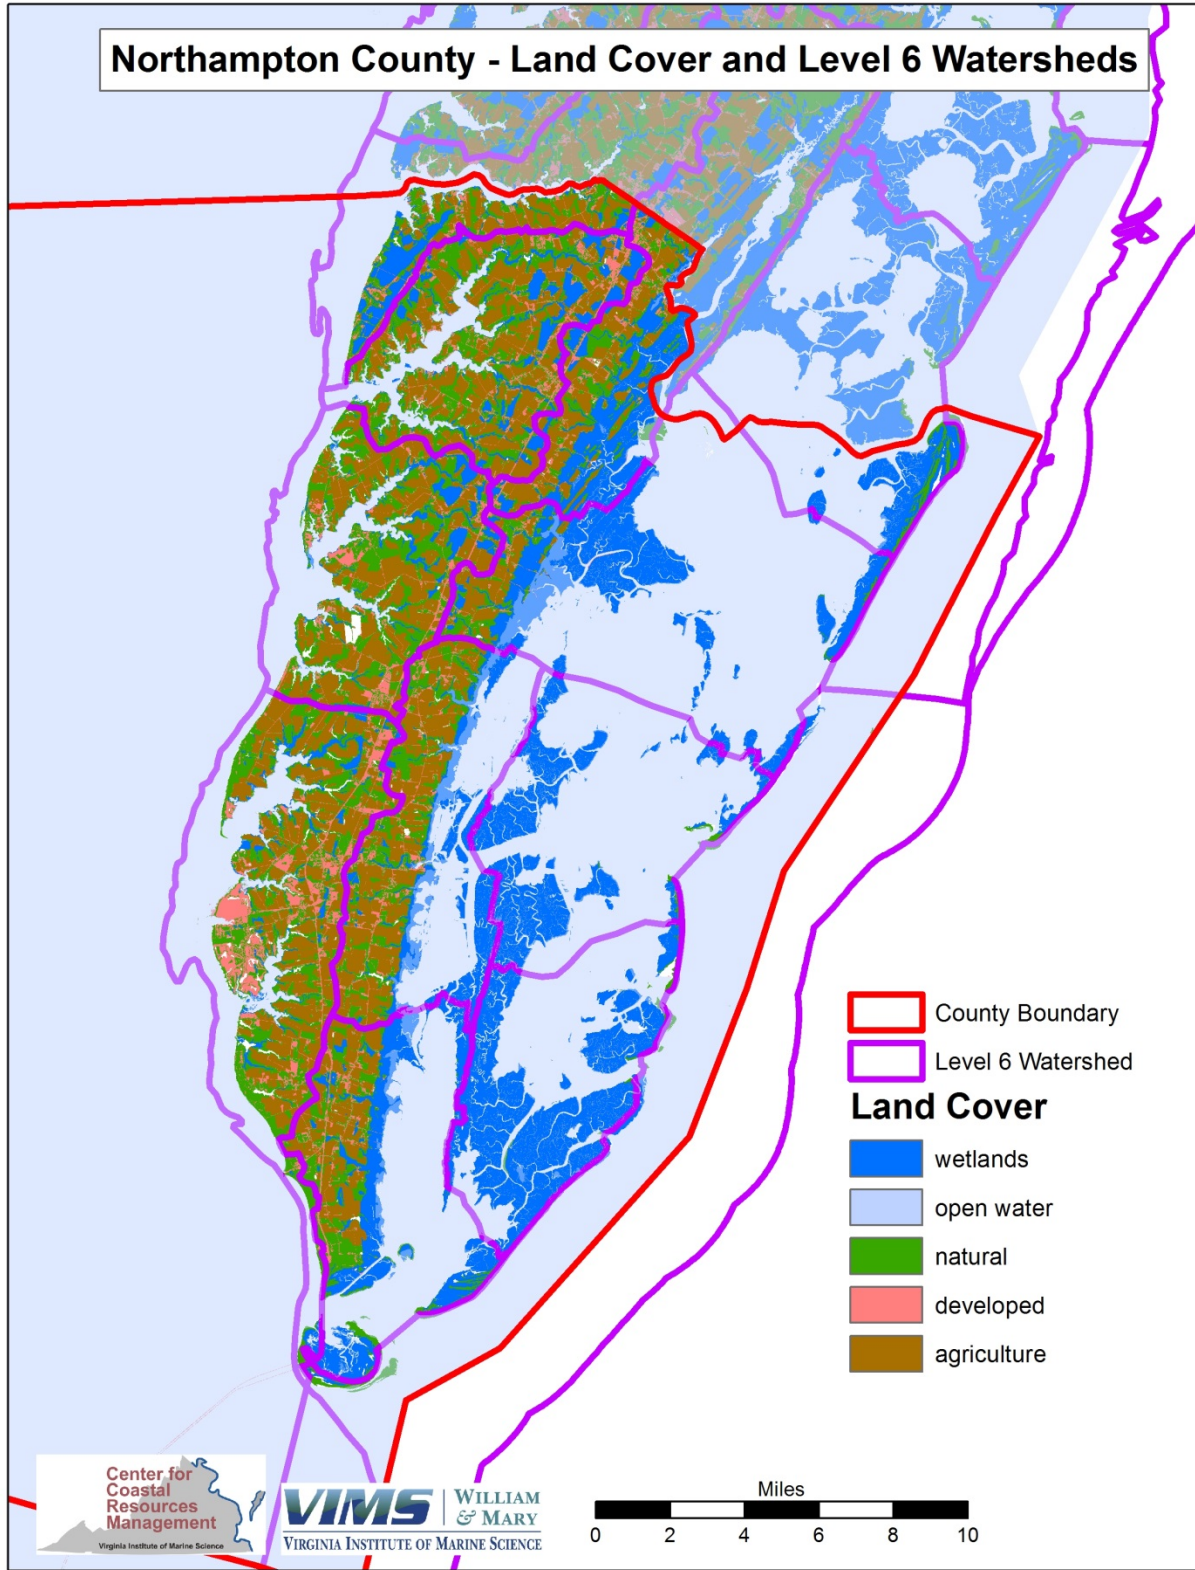 Northampton County - Land Cover and Level 6 Watersheds
County Boundary
Level 6 Watershed
Land Cover
wetlands
open water
natural
developed
agriculture
Center for
Coastal
Resources
Management
Virginia Institute of Marine Science
VIMS
WILLIAM
& MARY
VIRGINIA INSTITUTE OF MARINE SCIENCE
Miles
0 2 4 6 8 10